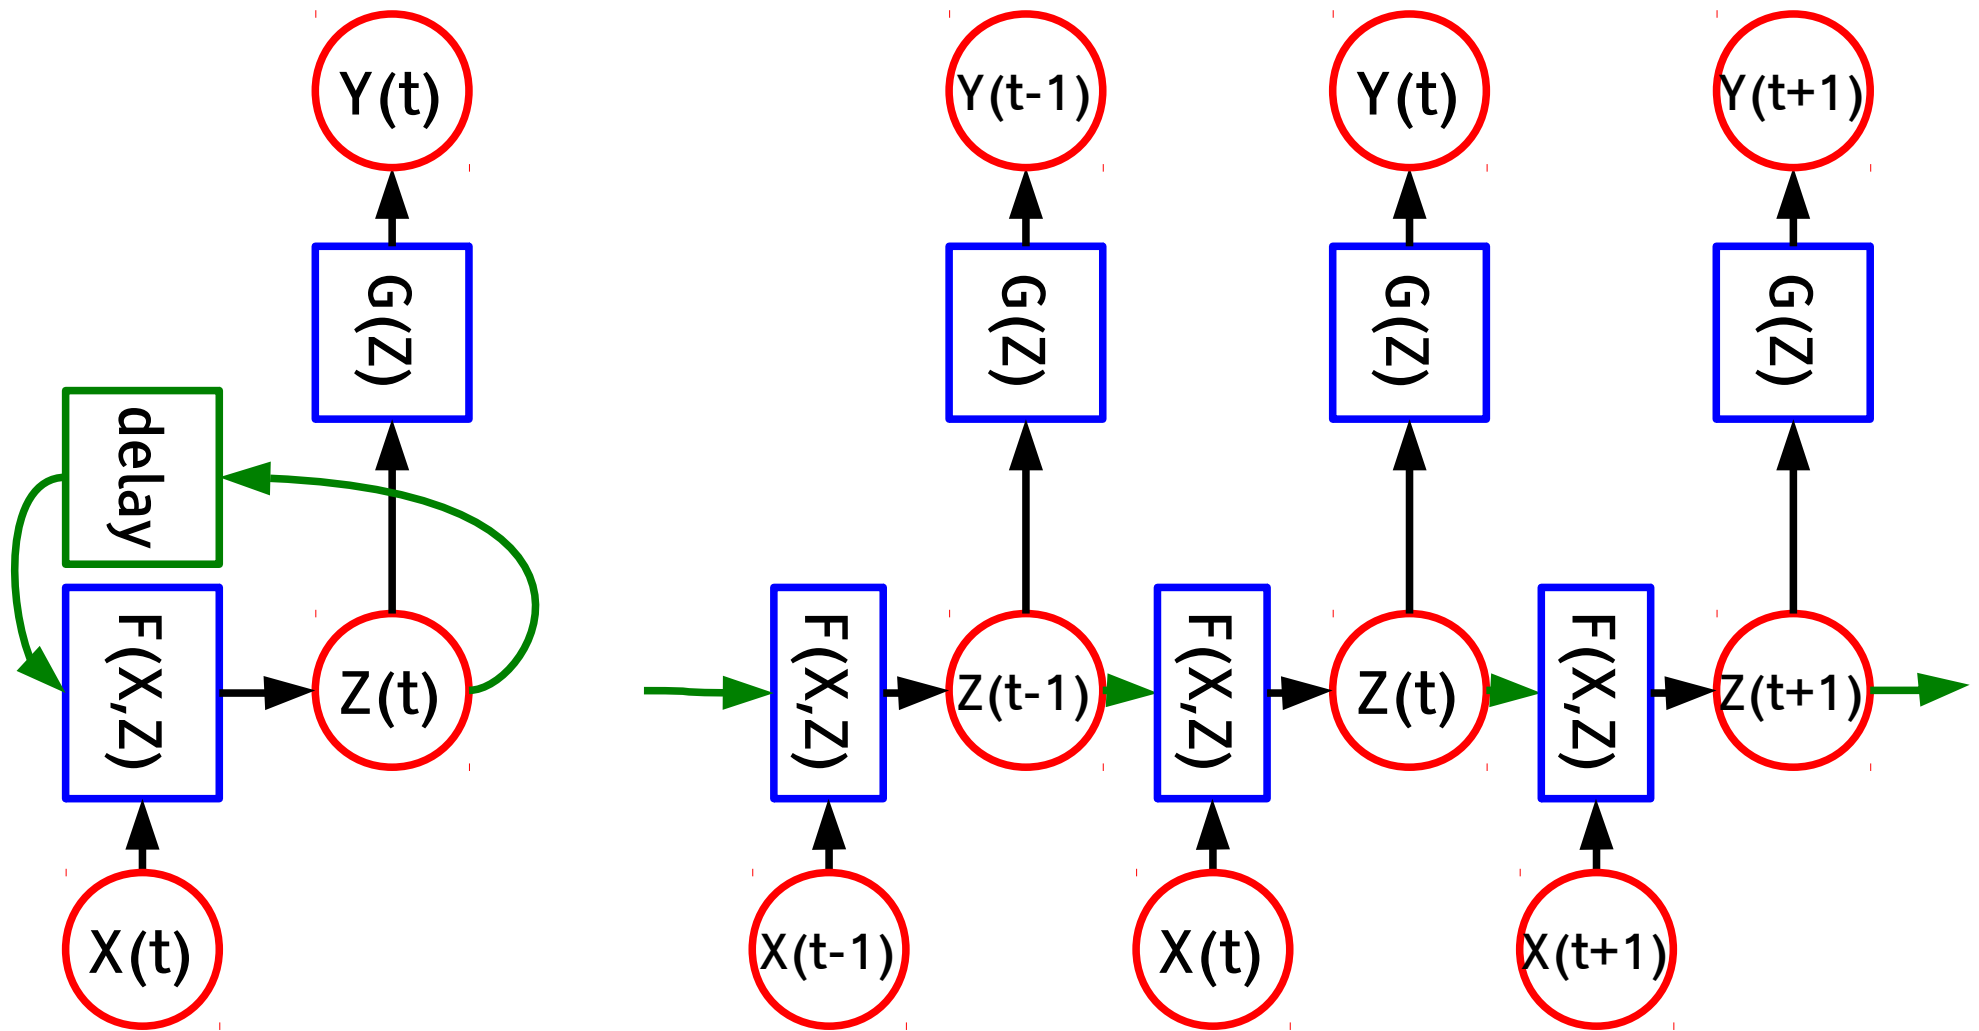 Y(t)
G(Z)
delay
F(X,Z)
Z(t)
X(t)
Y(t-1)
Y(t)
Y(t+1)
G(Z)
G(Z)
G(Z)
F(X,Z)
Z(t-1)
F(X,Z)
Z(t)
F(X,Z)
Z(t+1)
X(t-1)
X(t)
X(t+1)